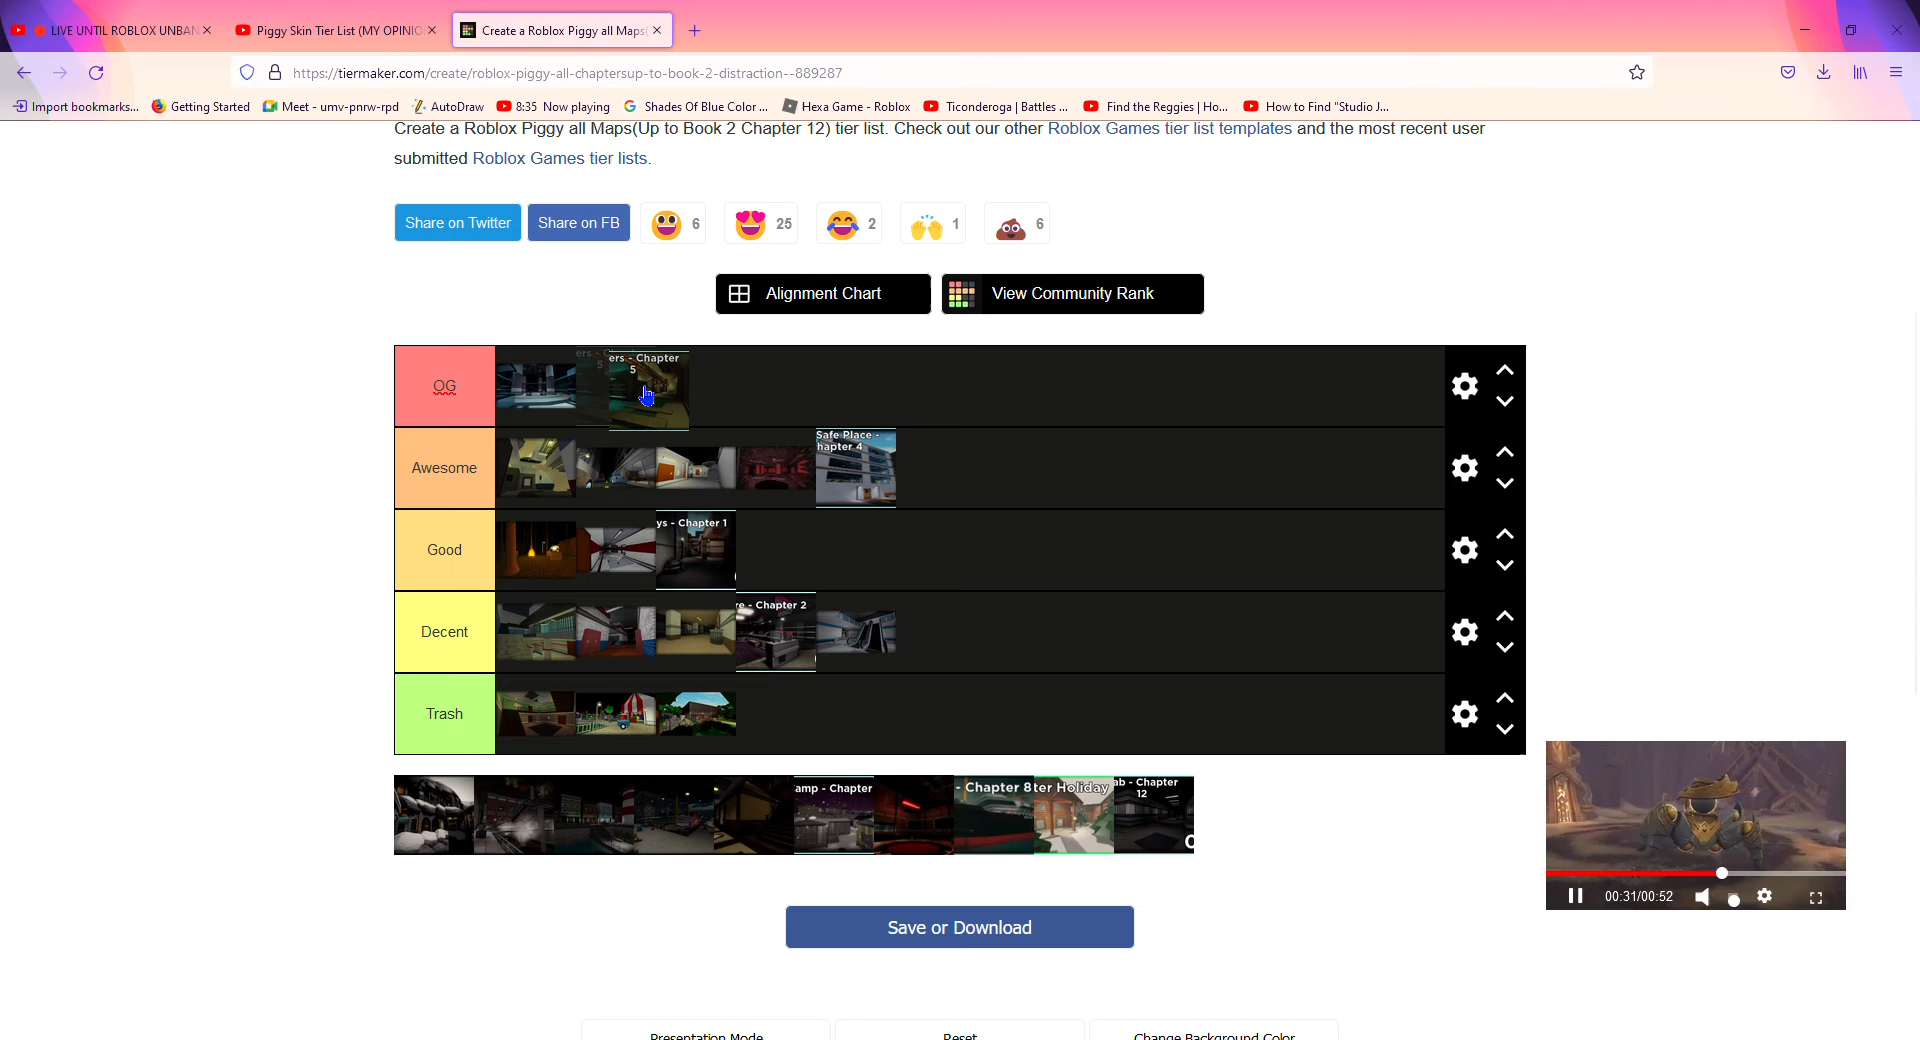 LIVE UNTIL ROBLOX UNBAN
Piggy Skin Tier List (MY OPINIO
Create a Roblox Piggy all Maps(
https://tiermaker.com/create/roblox-piggy-all-chaptersup-to-book-2-distraction--889287
Import bookmarks... Getting Started Meet - umv-pnrw-rpd AutoDraw 8:35 Now playing Shades Of Blue Color ... Hexa Game - Roblox Ticonderoga | Battles ... Find the Reggies | Ho... How to Find "Studio J...
Create a Roblox Piggy all Maps(Up to Book 2 Chapter 12) tier list. Check out our other Roblox Games tier list templates and the most recent user
submitted Roblox Games tier lists.
Share on Twitter Share on FB 6 25 2 1 6
Alignment Chart View Community Rank
OG
ers - Chapter
5
Awesome
Safe Place -
hapter 4
Good
ys - Chapter 1
Decent
re - Chapter 2
Trash
amp - Chapter
- Chapter 8
ter Holiday
ab - Chapter
12
00:31/00:52
Save or Download
Presentation Mode Reset Change Background Color